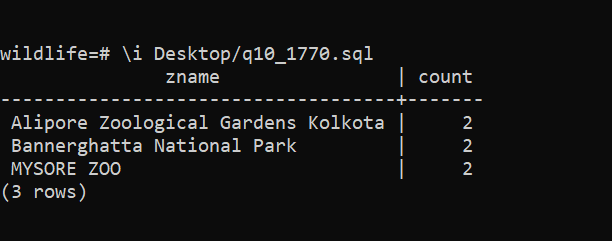 wildlife=# \i Desktop/q10_1770.sql
              zname               | count
----------------------------------+-------
 Alipore Zoological Gardens Kolkota |     2
 Bannerghatta National Park         |     2
 MYSORE ZOO                         |     2
(3 rows)